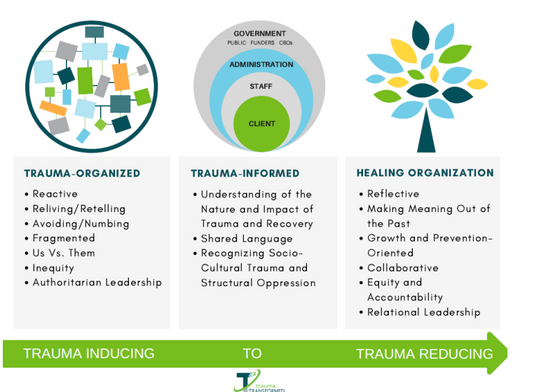 GOVERNMENT
PUBLIC FUNDERS CBOs
ADMINISTRATION
STAFF
CLIENT
TRAUMA-ORGANIZED
• Reactive
• Reliving/Retelling
• Avoiding/Numbing
• Fragmented
• Us Vs. Them
• Inequity
• Authoritarian Leadership
TRAUMA-INFORMED
• Understanding of the
Nature and Impact of
Trauma and Recovery
• Shared Language
• Recognizing Socio-
Cultural Trauma and
Structural Oppression
HEALING ORGANIZATION
• Reflective
• Making Meaning Out of
the Past
• Growth and Prevention-
Oriented
• Collaborative
• Equity and
Accountability
• Relational Leadership
TRAUMA INDUCING TO TRAUMA REDUCING
trauma
TRANSFORMED